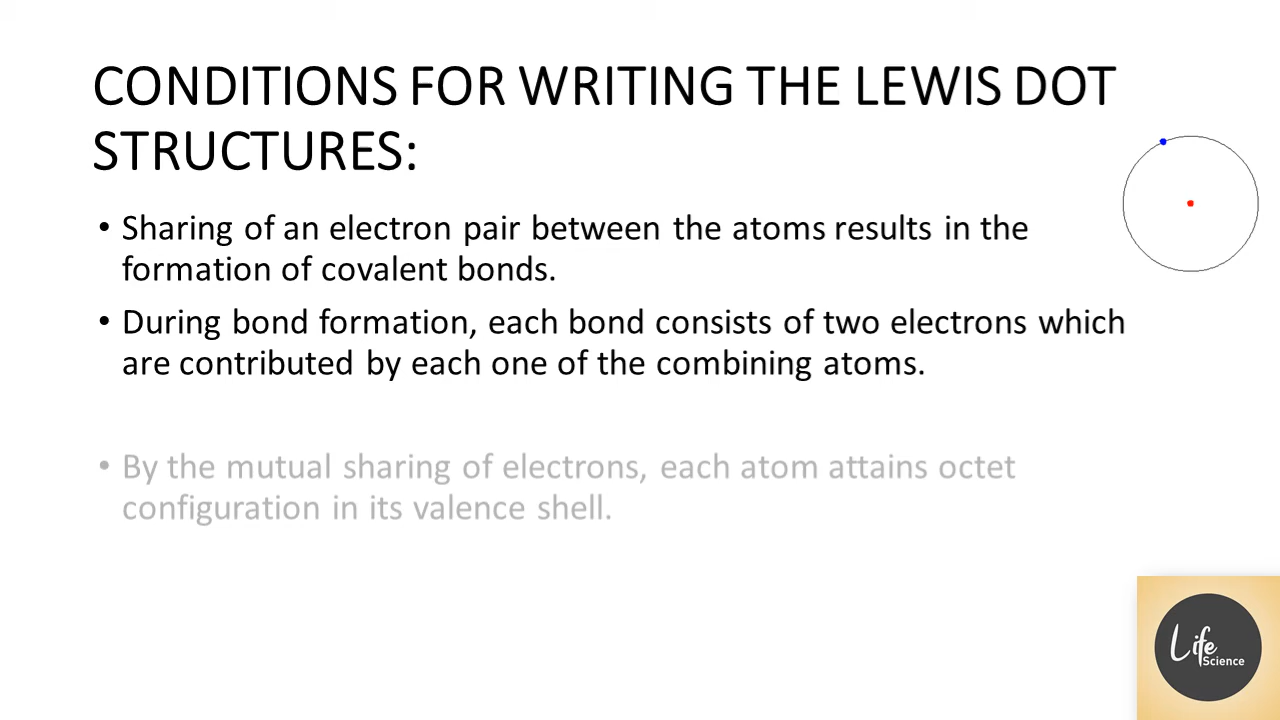 CONDITIONS FOR WRITING THE LEWIS DOT
STRUCTURES:
• Sharing of an electron pair between the atoms results in the
formation of covalent bonds.
• During bond formation, each bond consists of two electrons which
are contributed by each one of the combining atoms.
• By the mutual sharing of electrons, each atom attains octet
configuration in its valence shell.
Life
Science